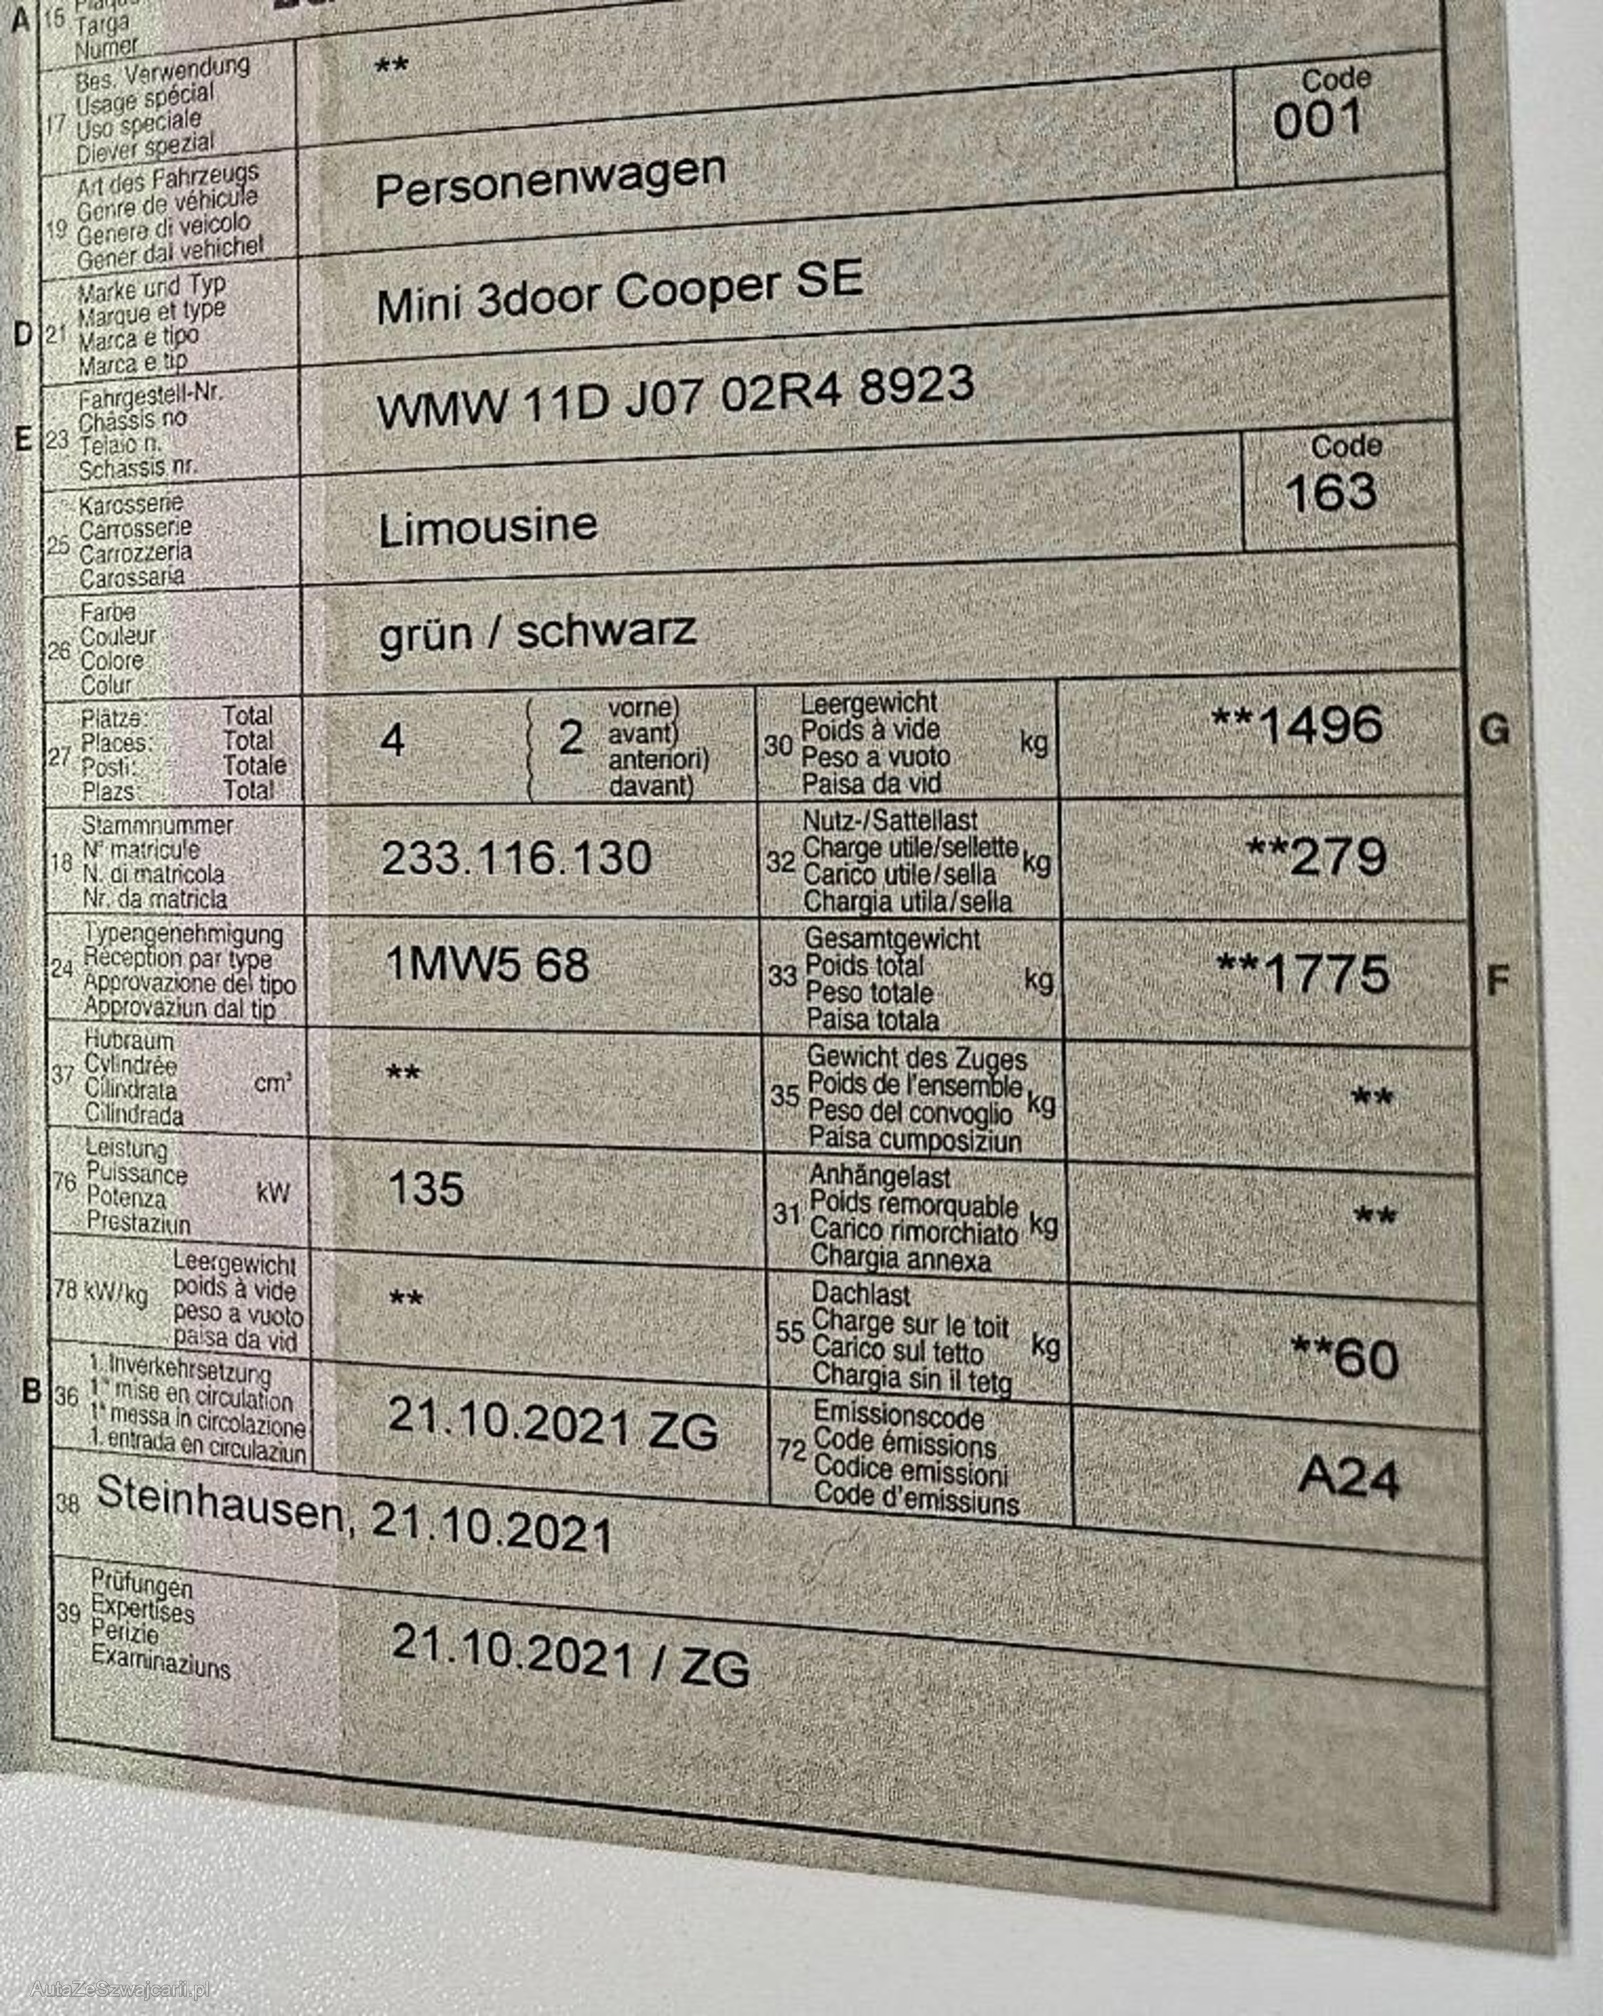 A 15 Targa
Numer
17 Bes. Verwendung
Usage spécial
Uso speciale
Diever spezial
**
19 Art des Fahrzeugs
Genre de véhicule
Genere di veicolo
Gener dal vehichel
Personenwagen
Code
001
D 21 Marke und Typ
Marque et type
Marca e tipo
Marca e tip
Mini 3door Cooper SE
E 23 Fahrgestell-Nr.
Châssis no
Telaio n.
Schassis nr.
WMW 11D J07 02R4 8923
25 Karosserie
Carrosserie
Carrozzeria
Carossaria
Limousine
Code
163
26 Farbe
Couleur
Colore
Colur
grün / schwarz
27 Plätze: Total
Places: Total
Posti: Totale
Plazs: Total
4
2
vorne)
avant)
anteriori)
davant)
30 Leergewicht
Poids à vide
Peso a vuoto
Paisa da vid
kg
**1496
G
18 Stammnummer
N° matricule
N. di matricola
Nr. da matricla
233.116.130
32 Nutz-/Sattellast
Charge utile/sellette
Carico utile/sella
Chargia utila/sella
kg
**279
24 Typengenehmigung
Réception par type
Approvazione del tipo
Approvaziun dal tip
1MW5 68
33 Gesamtgewicht
Poids total
Peso totale
Paisa totala
kg
**1775
F
37 Hubraum
Cylindrée
Cilindrata
Cilindrada
cm³
**
35 Gewicht des Zuges
Poids de l'ensemble
Peso del convoglio
Paisa cumposiziun
kg
**
76 Leistung
Puissance
Potenza
Prestaziun
kW
135
31 Anhängelast
Poids remorquable
Carico rimorchiato
Chargia annexa
kg
**
78 kW/kg
Leergewicht
poids à vide
peso a vuoto
paisa da vid
**
55 Dachlast
Charge sur le toit
Carico sul tetto
Chargia sin il tetg
kg
**60
B 36 1. Inverkehrsetzung
1re mise en circulation
1a messa in circolazione
1. entrada en circulaziun
21.10.2021 ZG
72 Emissionscode
Code émissions
Codice emissioni
Code d'emissiuns
A24
38 Steinhausen, 21.10.2021
39 Prüfungen
Expertises
Perizie
Examinaziuns
21.10.2021 / ZG
AutaZeSzwajcarii.pl